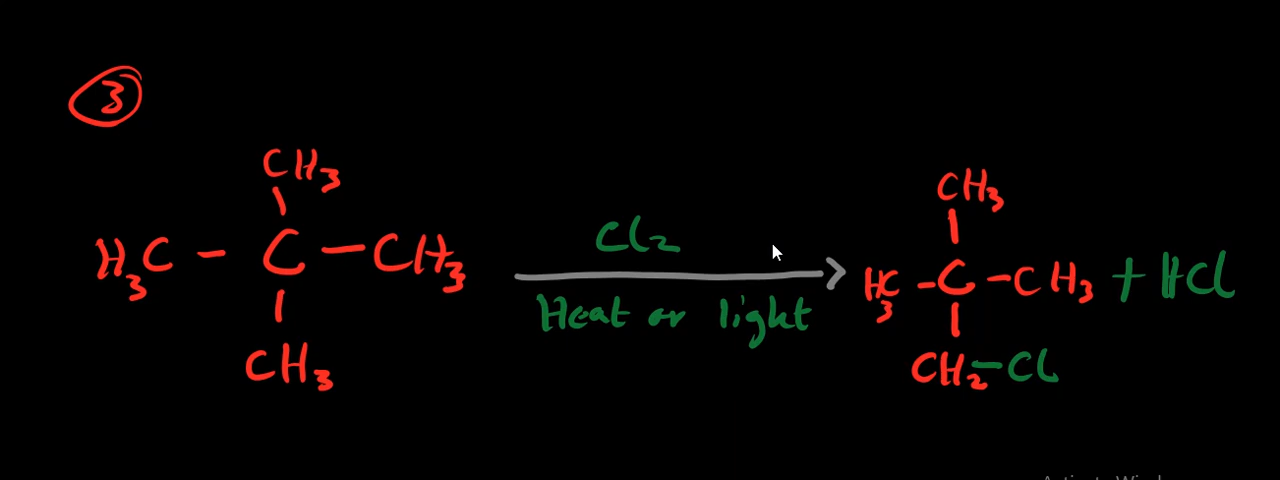 3
CH3
H3C - C - CH3
CH3
Cl2
Heat or light
CH3
H3C - C - CH3 + HCl
CH2 - Cl